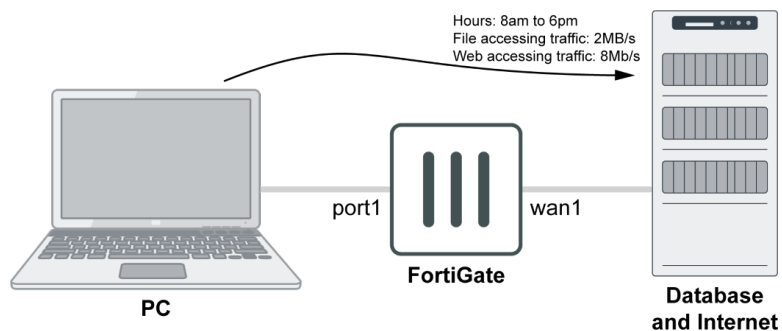 Hours: 8am to 6pm
File accessing traffic: 2MB/s
Web accessing traffic: 8Mb/s
port1
wan1
FortiGate
PC
Database
and Internet